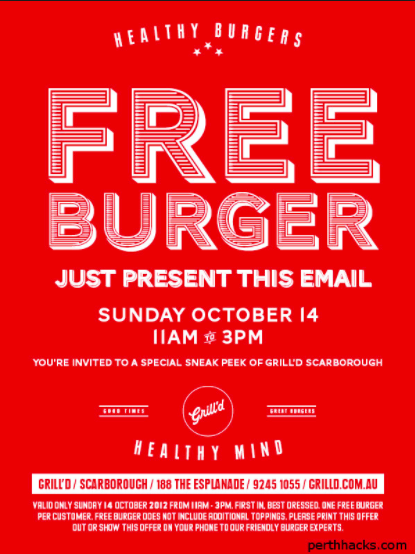 HEALTHY BURGERS
FREE
BURGER
JUST PRESENT THIS EMAIL
SUNDAY OCTOBER 14
11AM TO 3PM
YOU'RE INVITED TO A SPECIAL SNEAK PEEK OF GRILL'D SCARBOROUGH
GOOD TIMES Grill'd GREAT BURGERS
HEALTHY MIND
GRILL'D / SCARBOROUGH / 188 THE ESPLANADE / 9245 1055 / GRILLD.COM.AU
VALID ONLY SUNDAY 14 OCTOBER 2012 FROM 11AM - 3PM. FIRST IN, BEST DRESSED. ONE FREE BURGER
PER CUSTOMER. FREE BURGER DOES NOT INCLUDE ADDITIONAL TOPPINGS. PLEASE PRINT THIS OFFER
OUT OR SHOW THIS OFFER ON YOUR PHONE TO OUR FRIENDLY BURGER EXPERTS.
perthhacks.com